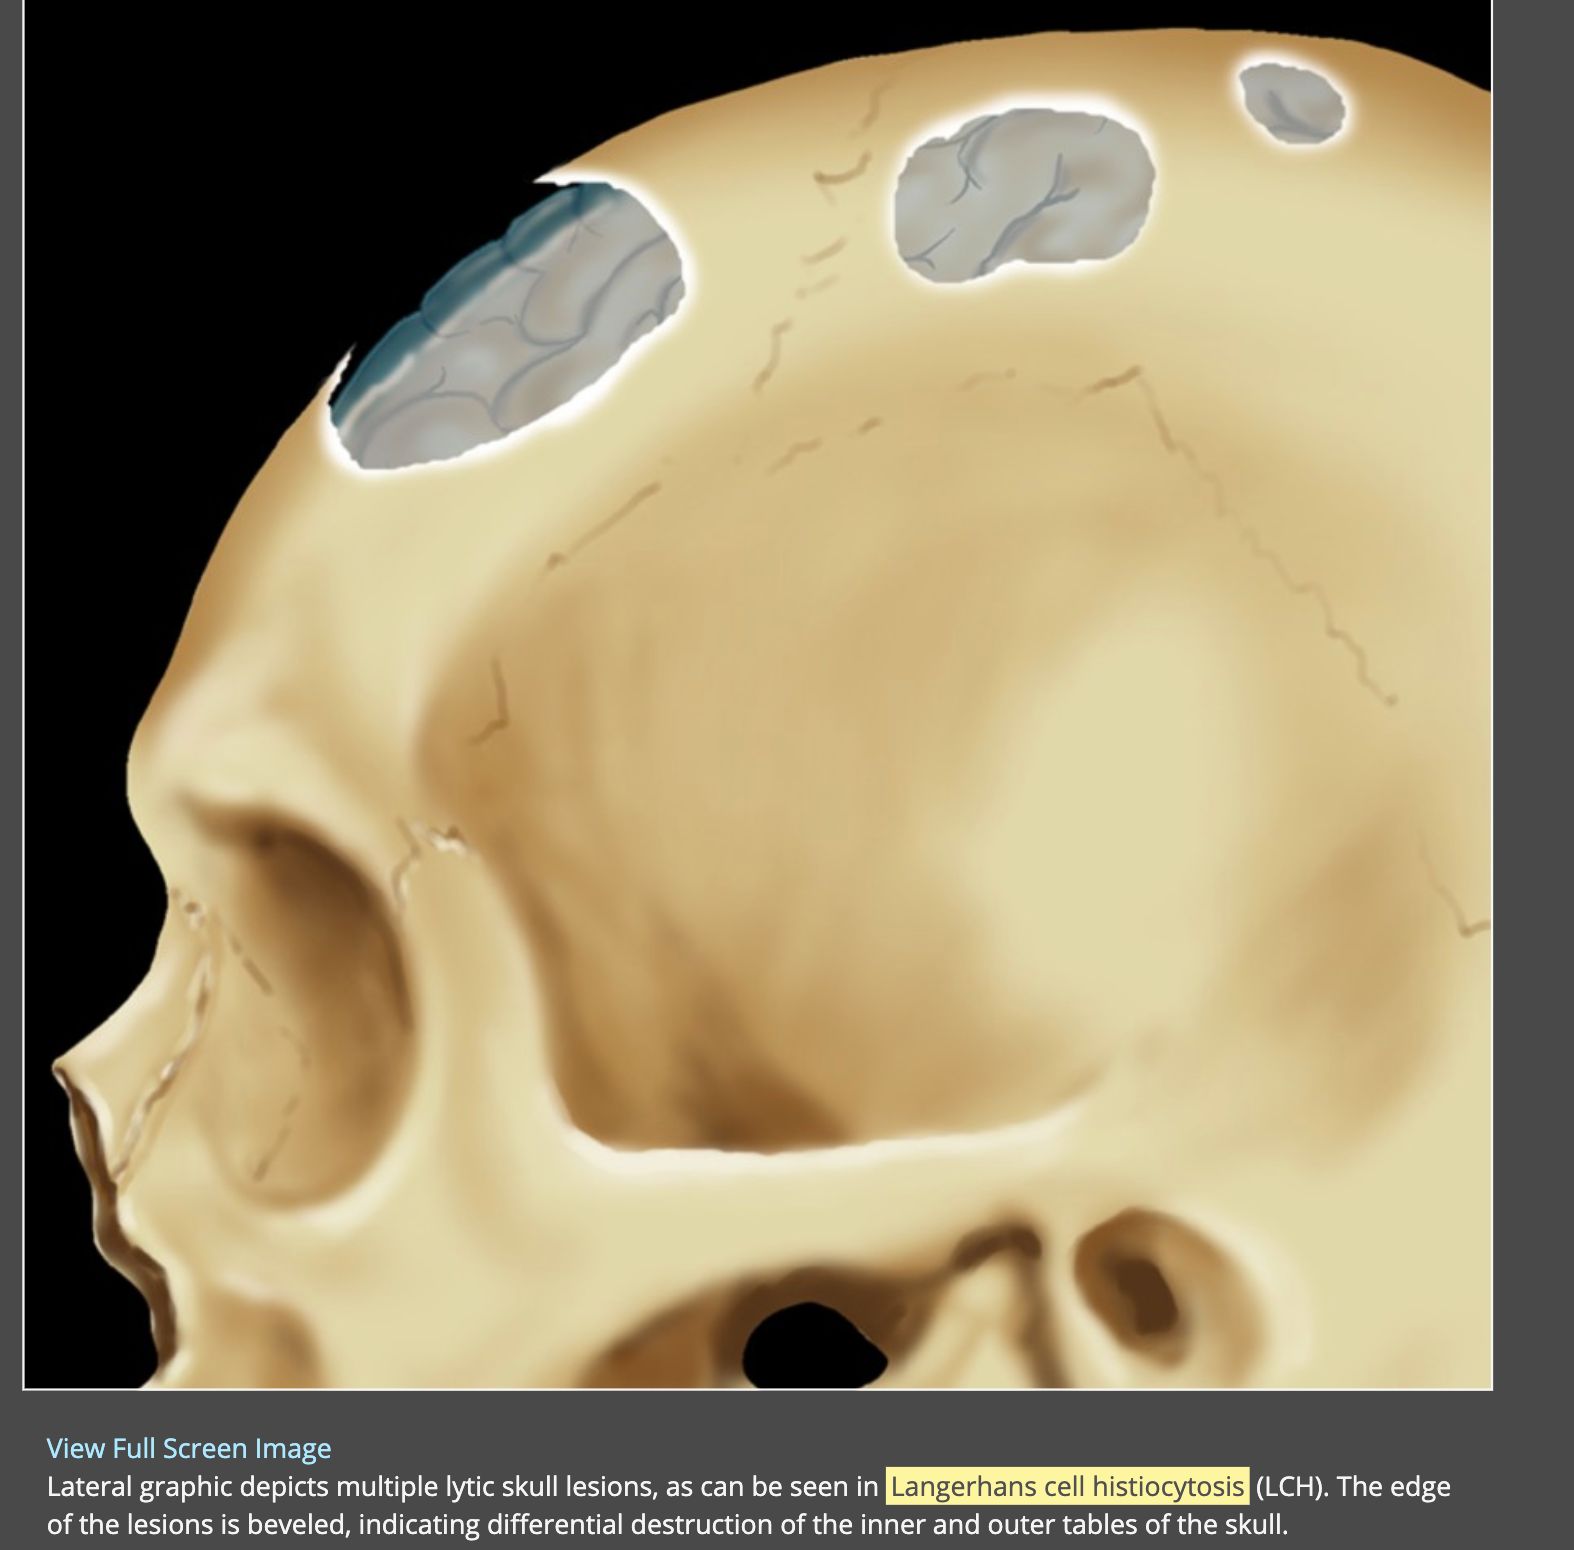 View Full Screen Image
Lateral graphic depicts multiple lytic skull lesions, as can be seen in Langerhans cell histiocytosis (LCH). The edge
of the lesions is beveled, indicating differential destruction of the inner and outer tables of the skull.